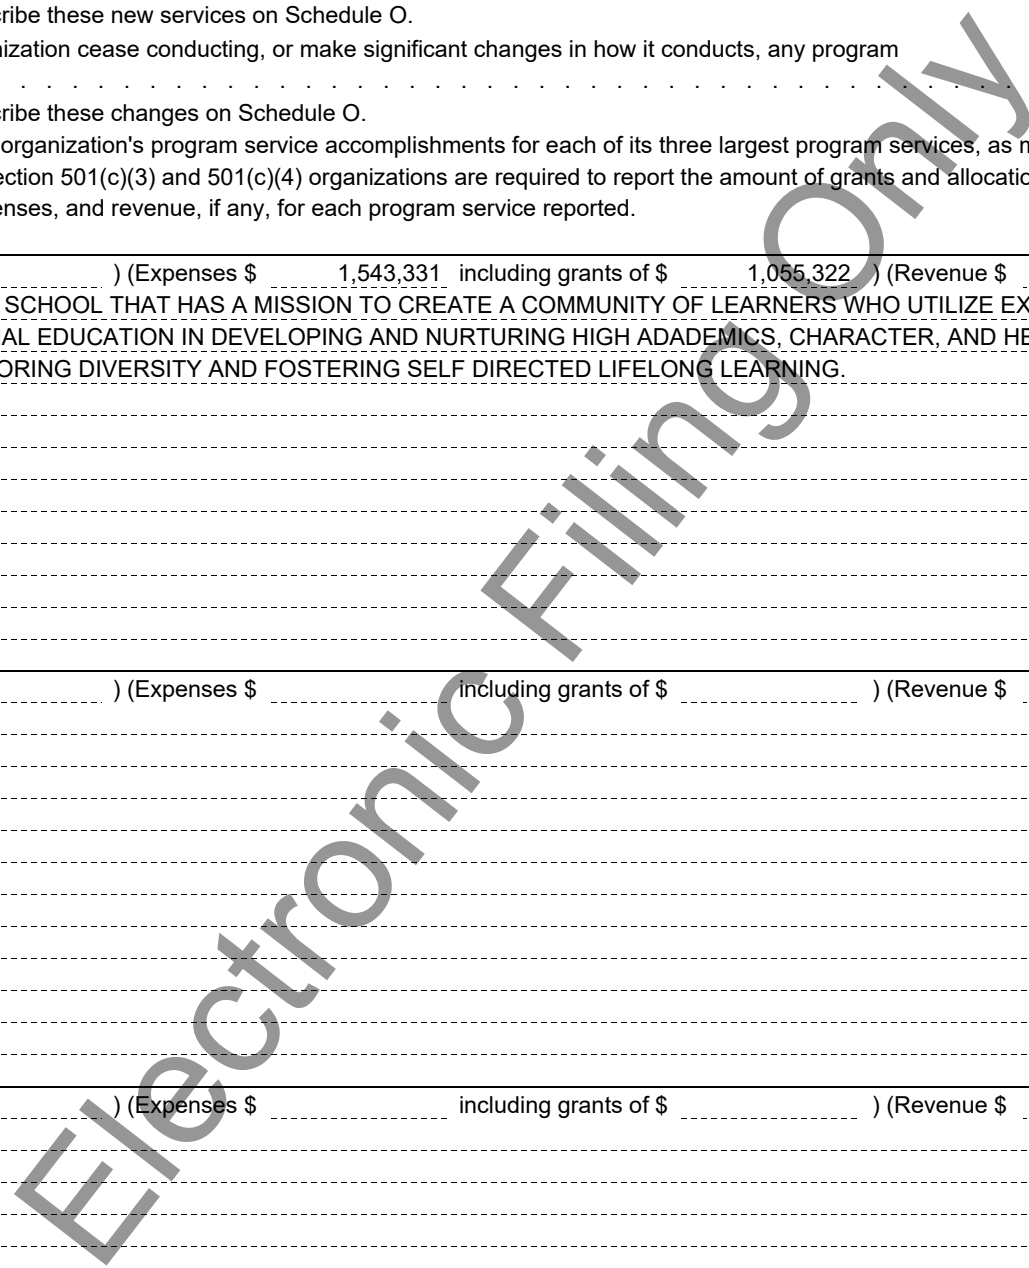 ribe these new services on Schedule O.
ization cease conducting, or make significant changes in how it conducts, any program
. . . . . . . . . . . . . . . . . . . . . . . . . . . . . . . . . . . . . . .
ribe these changes on Schedule O.
organization's program service accomplishments for each of its three largest program services, as m
ection 501(c)(3) and 501(c)(4) organizations are required to report the amount of grants and allocatio
enses, and revenue, if any, for each program service reported.
) (Expenses $ 1,543,331 including grants of $ 1,055,322 ) (Revenue $
SCHOOL THAT HAS A MISSION TO CREATE A COMMUNITY OF LEARNERS WHO UTILIZE EX
AL EDUCATION IN DEVELOPING AND NURTURING HIGH ADADEMICS, CHARACTER, AND HE
ORING DIVERSITY AND FOSTERING SELF DIRECTED LIFELONG LEARNING.
) (Expenses $ including grants of $ ) (Revenue $
) (Expenses $ including grants of $ ) (Revenue $
Electronic Filing Only